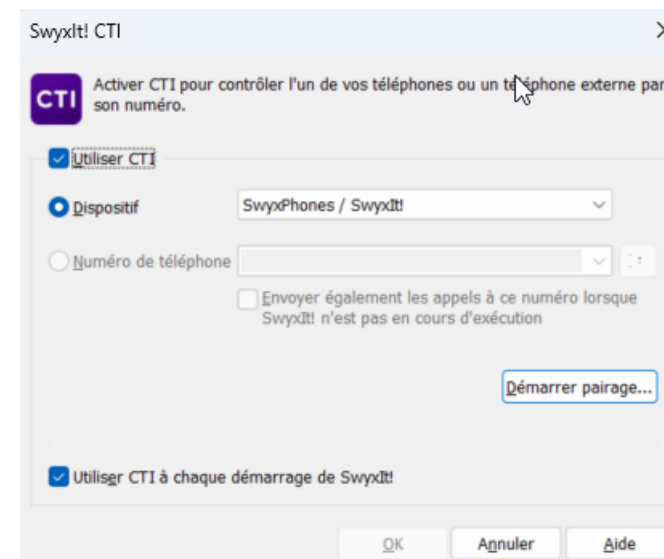 SwyxIt! CTI
CTI
Activer CTI pour contrôler l'un de vos téléphones ou un téléphone externe par
son numéro.
Utiliser CTI
Dispositif
SwyxPhones / SwyxIt!
Numéro de téléphone
Envoyer également les appels à ce numéro lorsque
SwyxIt! n'est pas en cours d'exécution
Démarrer pairage...
Utiliser CTI à chaque démarrage de SwyxIt!
OK
Annuler
Aide